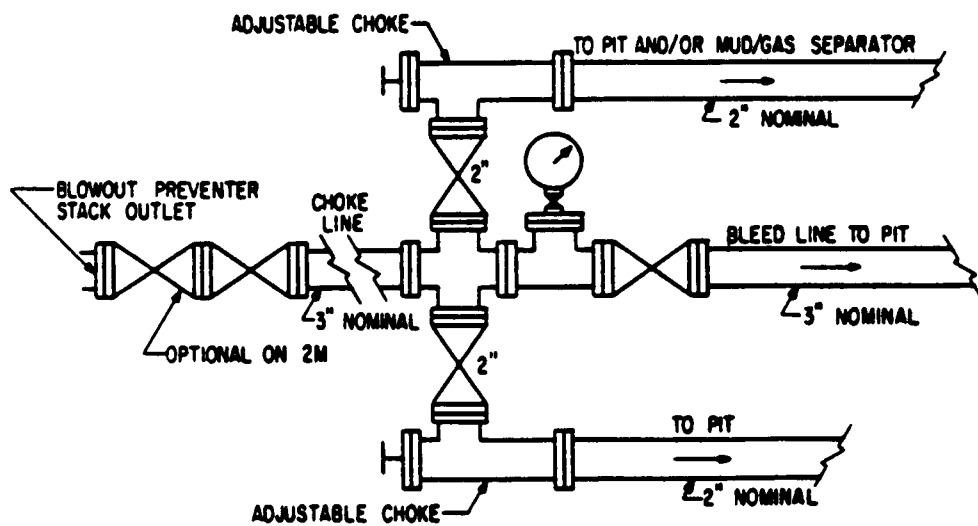 ADJUSTABLE CHOKE
TO PIT AND/OR MUD/GAS SEPARATOR
2" NOMINAL
2"
BLOWOUT PREVENTER
STACK OUTLET
CHOKE
LINE
BLEED LINE TO PIT
3" NOMINAL
3" NOMINAL
OPTIONAL ON 2M
2"
TO PIT
2" NOMINAL
ADJUSTABLE CHOKE